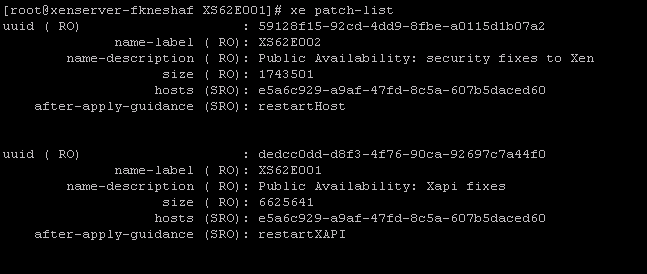 [root@xenserver-fkneshaf XS62E001]# xe patch-list
uuid ( RO)                    : 59128f15-92cd-4dd9-8fbe-a0115d1b07a2
              name-label ( RO): XS62E002
        name-description ( RO): Public Availability: security fixes to Xen
                    size ( RO): 1743501
                   hosts (SRO): e5a6c929-a9af-47fd-8c5a-607b5daced60
    after-apply-guidance (SRO): restartHost
uuid ( RO)                    : dedcc0dd-d8f3-4f76-90ca-92697c7a44f0
              name-label ( RO): XS62E001
        name-description ( RO): Public Availability: Xapi fixes
                    size ( RO): 6625641
                   hosts (SRO): e5a6c929-a9af-47fd-8c5a-607b5daced60
    after-apply-guidance (SRO): restartXAPI